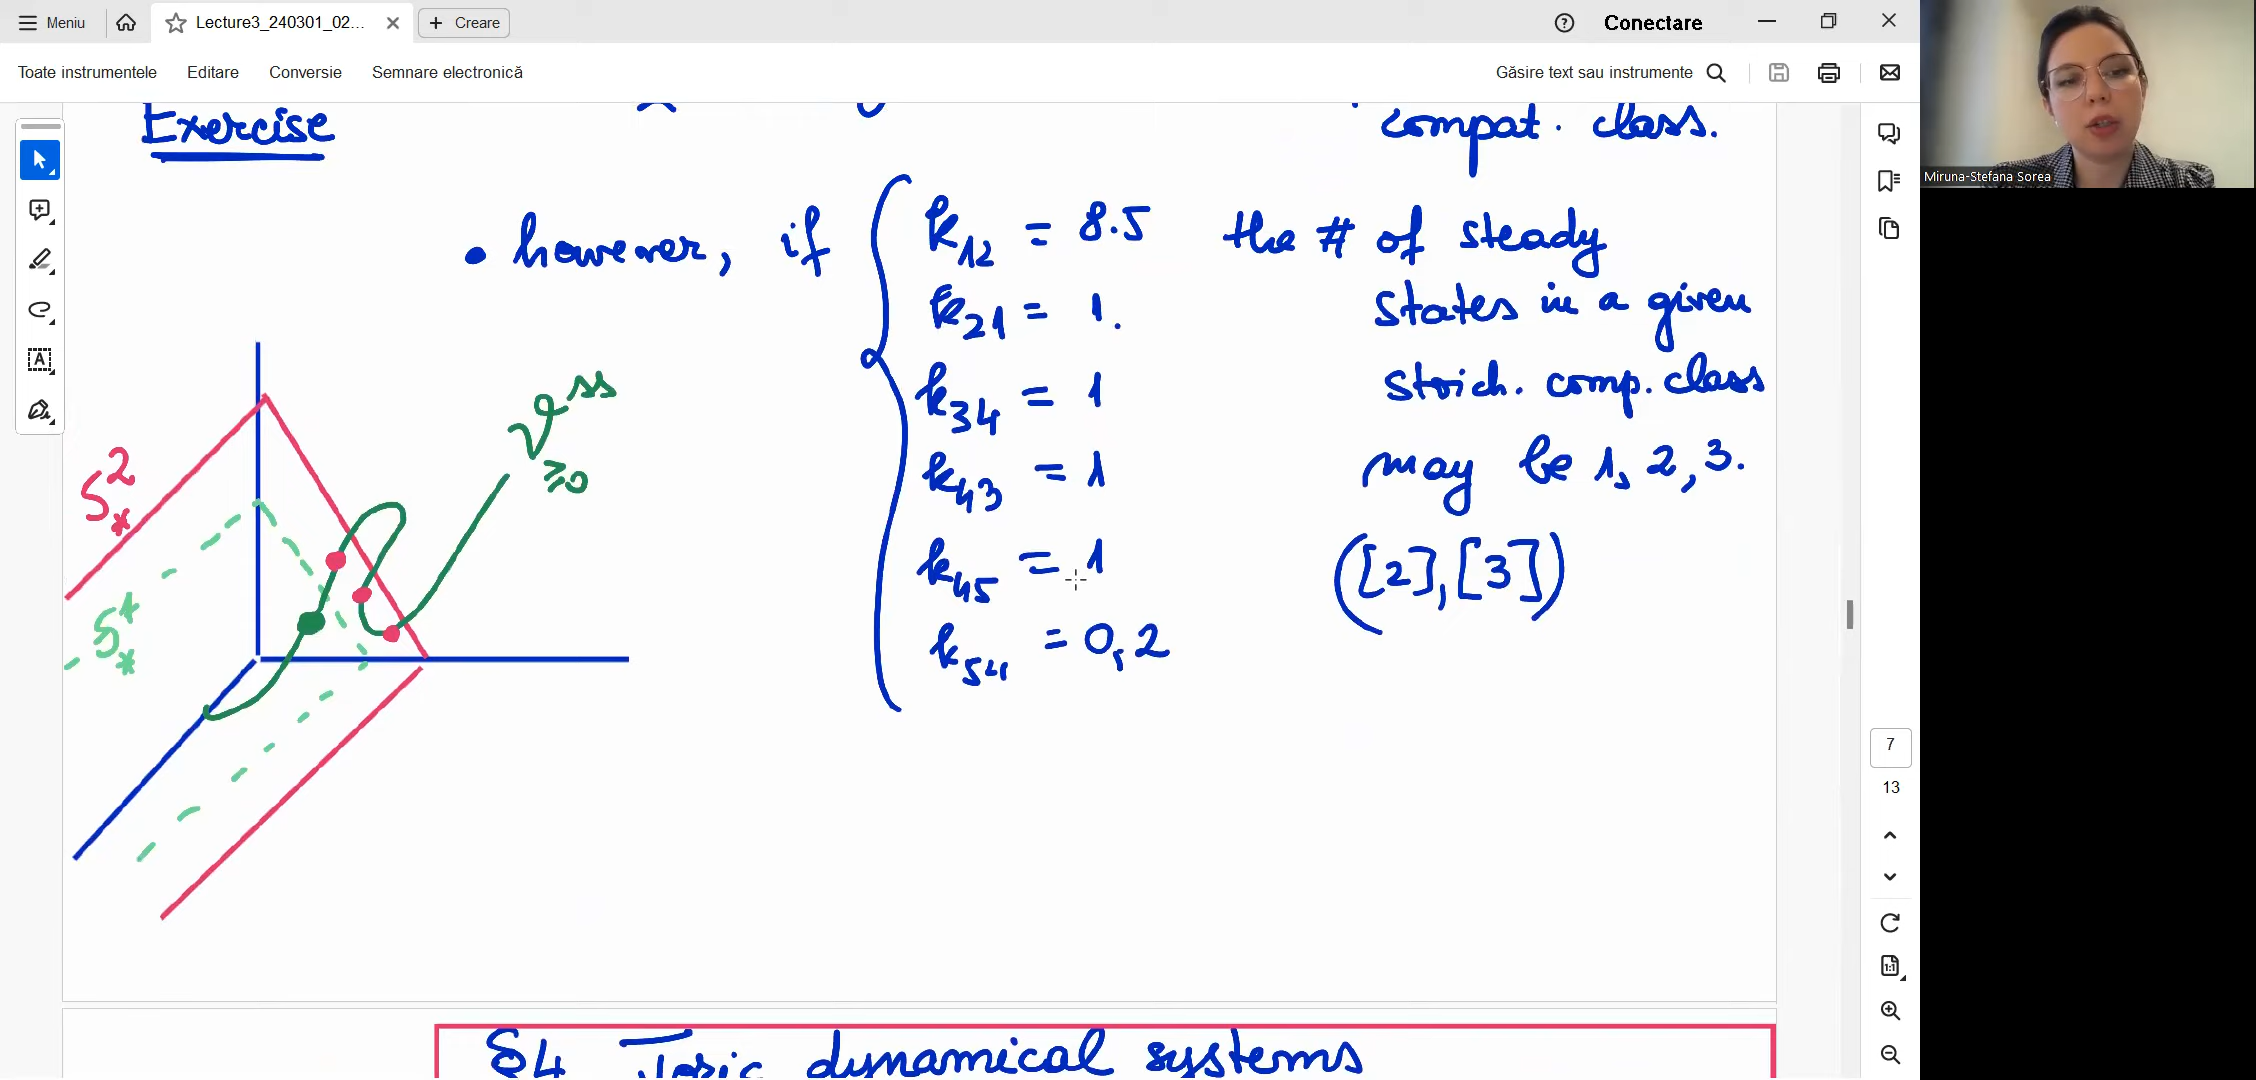 Meniu
Lecture3_240301_02...
Creare
Conectare
Toate instrumentele
Editare
Conversie
Semnare electronică
Găsire text sau instrumente
Miruna-Stefana Sorea
Exercise
compat. class.
• however, if
k12 = 8.5
k21 = 1.
k34 = 1
k43 = 1
k45 = 1
k54 = 0,2
the # of steady
states in a given
stoich. comp. class
may be 1, 2, 3.
([2], [3])
S²*
S¹*
V^ss ≥0
7
13
§4 Toric dynamical systems